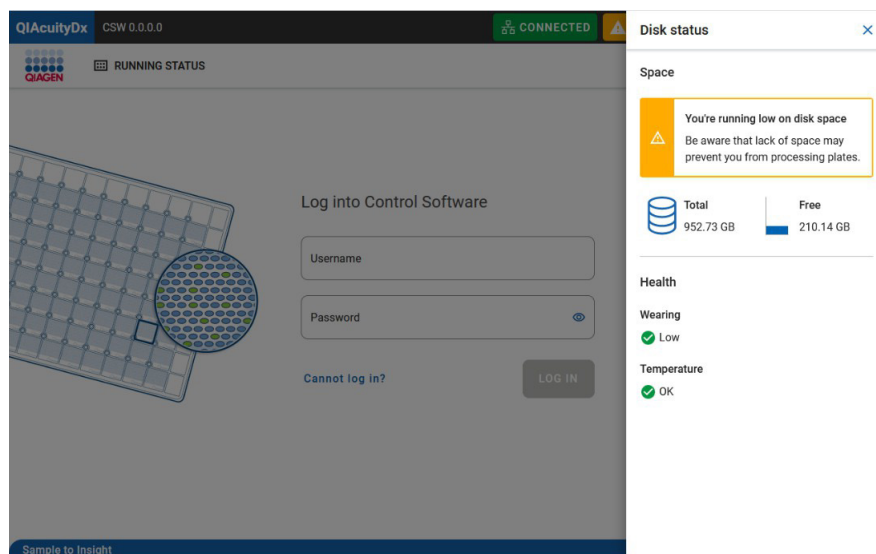 QIAcuityDx CSW 0.0.0.0 CONNECTED
QIAGEN
RUNNING STATUS
Log into Control Software
Username
Password
Cannot log in?
LOG IN
Sample to Insight
Disk status
Space
You're running low on disk space
Be aware that lack of space may
prevent you from processing plates.
Total
952.73 GB
Free
210.14 GB
Health
Wearing
Low
Temperature
OK